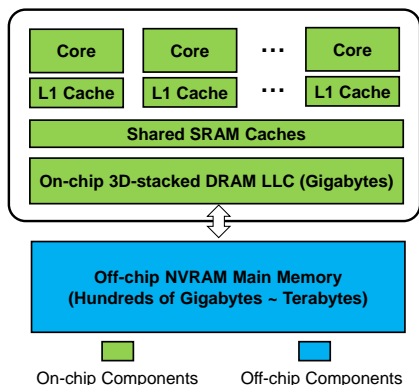 Core Core ... Core
L1 Cache L1 Cache ... L1 Cache
Shared SRAM Caches
On-chip 3D-stacked DRAM LLC (Gigabytes)
Off-chip NVRAM Main Memory
(Hundreds of Gigabytes ~ Terabytes)
On-chip Components Off-chip Components